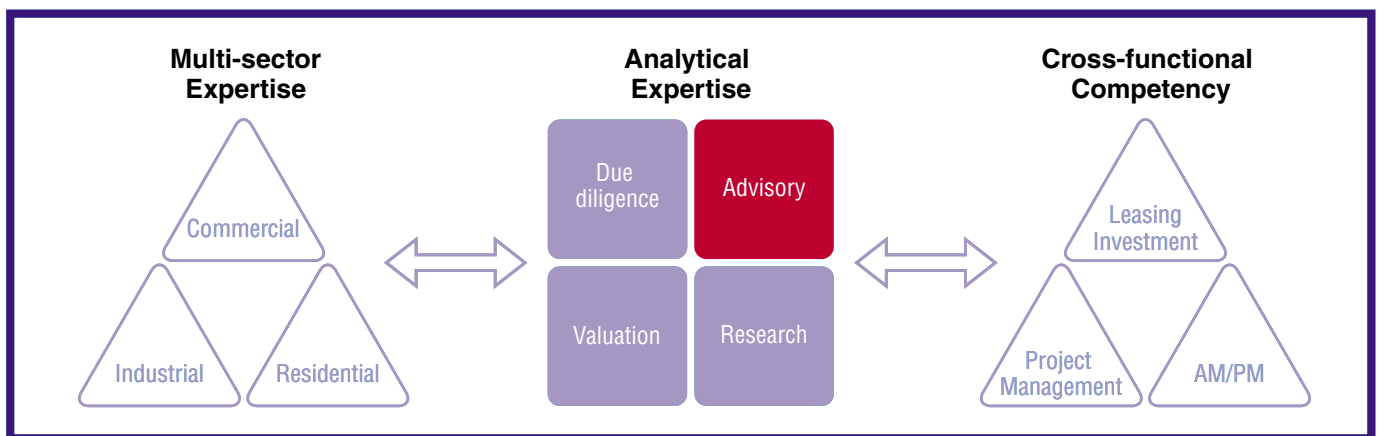 Multi-sector
Expertise
Commercial
Industrial
Residential
Analytical
Expertise
Due
diligence
Advisory
Valuation
Research
Cross-functional
Competency
Leasing
Investment
Project
Management
AM/PM